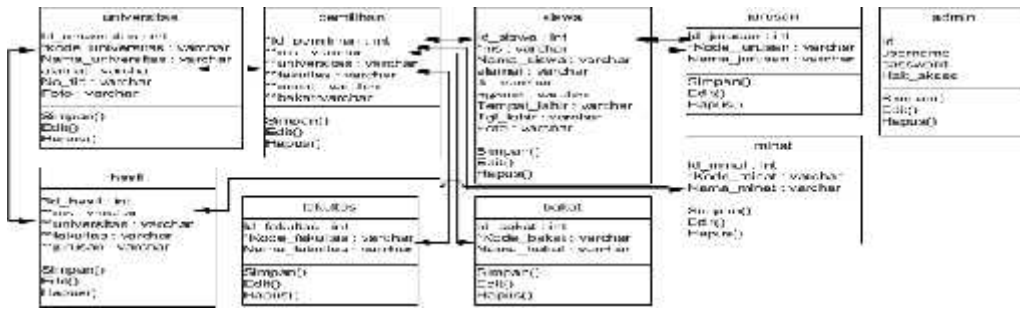 universitas
*Kode_universitas : varchar
Nama_universitas : varchar
No_tlp : varchar
Foto : varchar
Simpan()
Edit()
Hapus()
pemilihan
**universitas : varchar
**fakultas : varchar
**bakat:varchar
Simpan()
Edit()
Hapus()
siswa
Id_siswa : int
*nis : varchar
Nama_siswa : varchar
alamat : varchar
Tempat_lahir : varchar
Tgl_lahir : varchar
Foto : varchar
Simpan()
Edit()
Hapus()
jurusan
Id_jurusan : int
*Kode_jurusan : varchar
Nama_jurusan : varchar
Simpan()
Edit()
Hapus()
admin
Id
username
password
Hak_akses
Simpan()
Edit()
Hapus()
hasil
*Id_hasil : int
**universitas : varchar
**fakultas : varchar
**jurusan : varchar
Simpan()
Edit()
Hapus()
fakultas
Id_fakultas : int
*Kode_fakultas : varchar
Nama_fakultas : varchar
Simpan()
Edit()
Hapus()
bakat
Id_bakat : int
*Kode_bakat : varchar
Nama_bakat : varchar
Simpan()
Edit()
Hapus()
minat
Id_minat : int
*Kode_minat : varchar
Nama_minat : varchar
Simpan()
Edit()
Hapus()